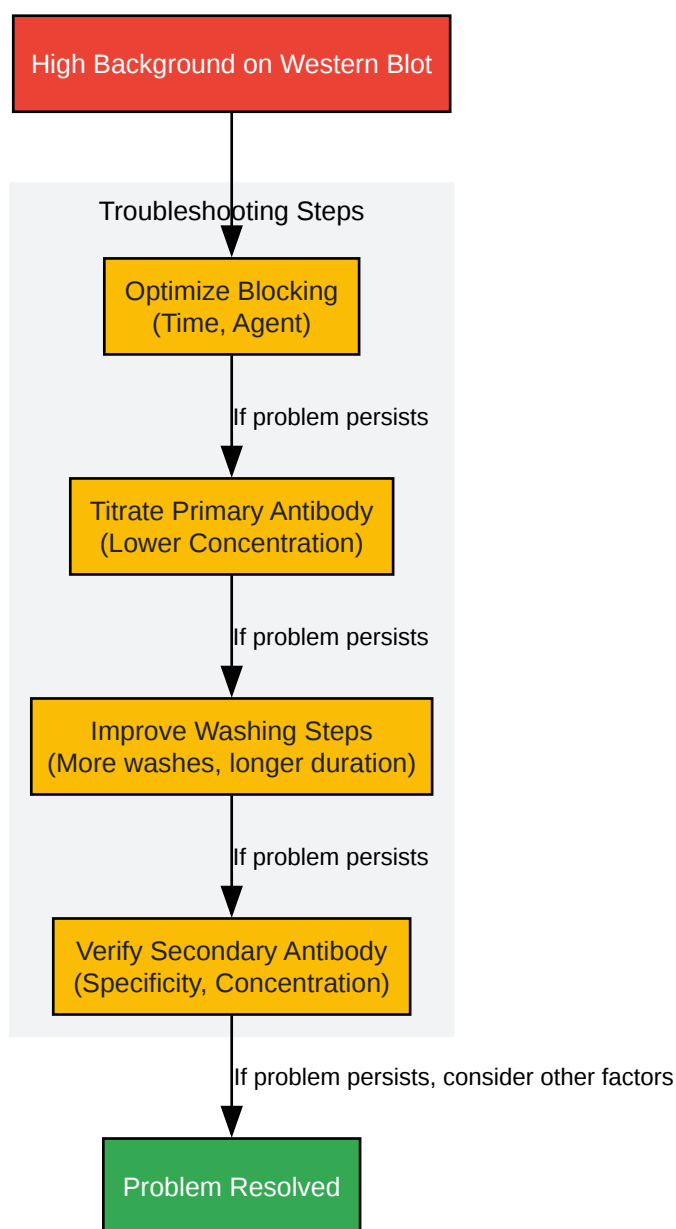 High Background on Western Blot
Troubleshooting Steps
Optimize Blocking
(Time, Agent)
If problem persists
Titrate Primary Antibody
(Lower Concentration)
If problem persists
Improve Washing Steps
(More washes, longer duration)
If problem persists
Verify Secondary Antibody
(Specificity, Concentration)
If problem persists, consider other factors
Problem Resolved